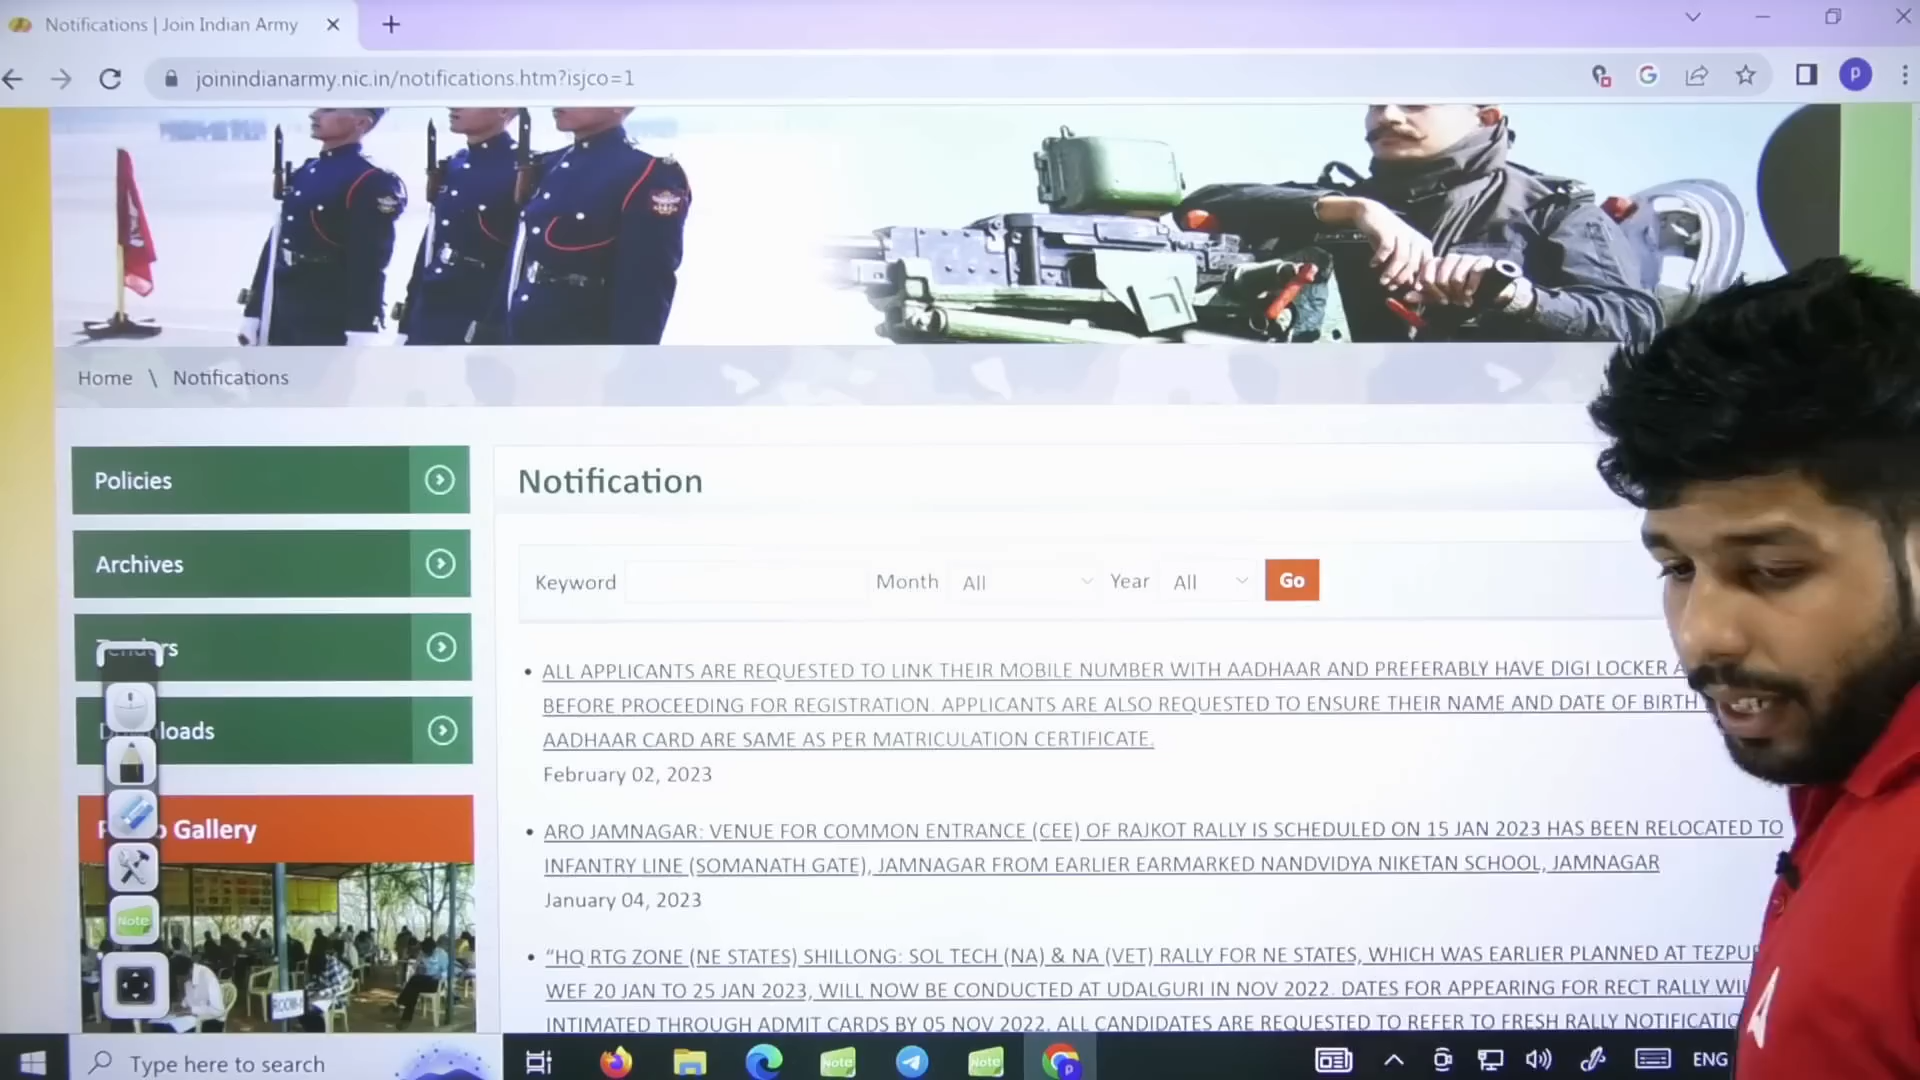 Notifications | Join Indian Army
joinindianarmy.nic.in/notifications.htm?isjco=1
P
Home \ Notifications
Policies
Archives
Notification
Keyword Month All Year All Go
ALL APPLICANTS ARE REQUESTED TO LINK THEIR MOBILE NUMBER WITH AADHAAR AND PREFERABLY HAVE DIGI LOCKER
BEFORE PROCEEDING FOR REGISTRATION. APPLICANTS ARE ALSO REQUESTED TO ENSURE THEIR NAME AND DATE OF BIRTH
AADHAAR CARD ARE SAME AS PER MATRICULATION CERTIFICATE.
February 02, 2023
ARO JAMNAGAR: VENUE FOR COMMON ENTRANCE (CEE) OF RAJKOT RALLY IS SCHEDULED ON 15 JAN 2023 HAS BEEN RELOCATED TO
INFANTRY LINE (SOMANATH GATE), JAMNAGAR FROM EARLIER EARMARKED NANDVIDYA NIKETAN SCHOOL, JAMNAGAR
January 04, 2023
“HQ RTG ZONE (NE STATES) SHILLONG: SOL TECH (NA) & NA (VET) RALLY FOR NE STATES, WHICH WAS EARLIER PLANNED AT TEZPU
WEF 20 JAN TO 25 JAN 2023, WILL NOW BE CONDUCTED AT UDALGURI IN NOV 2022. DATES FOR APPEARING FOR RECT RALLY WIL
INTIMATED THROUGH ADMIT CARDS BY 05 NOV 2022. ALL CANDIDATES ARE REQUESTED TO REFER TO FRESH RALLY NOTIFICATIO
Gallery
Note
ROOM
Type here to search
Note
Note
p
ENG